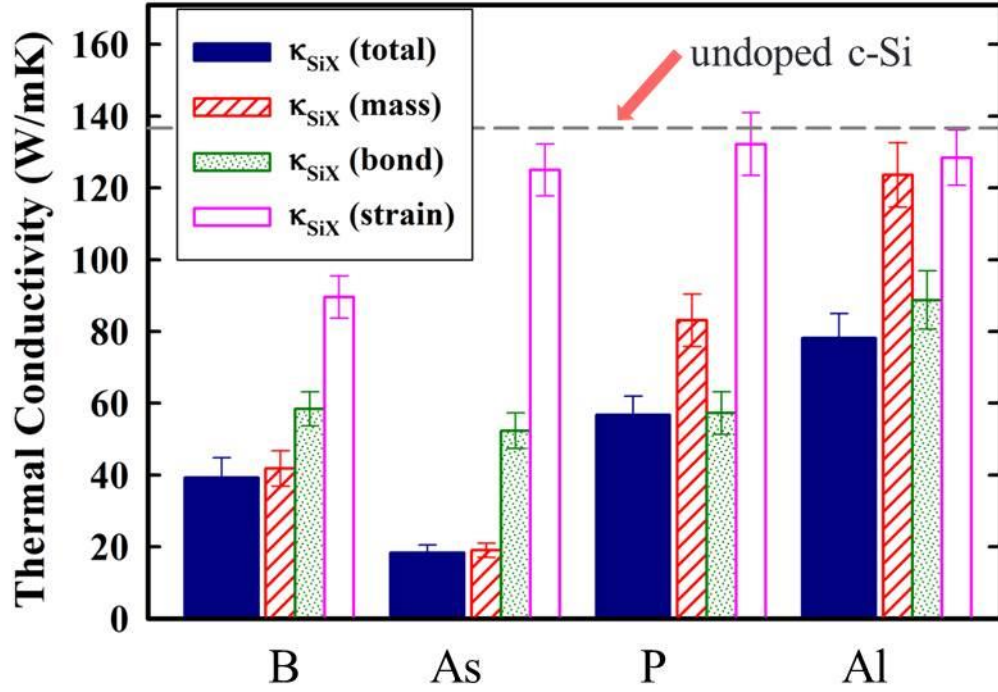 Thermal Conductivity (W/mK)
160
140
120
100
80
60
40
20
0
κSiX (total)
κSiX (mass)
κSiX (bond)
κSiX (strain)
undoped c-Si
B As P Al